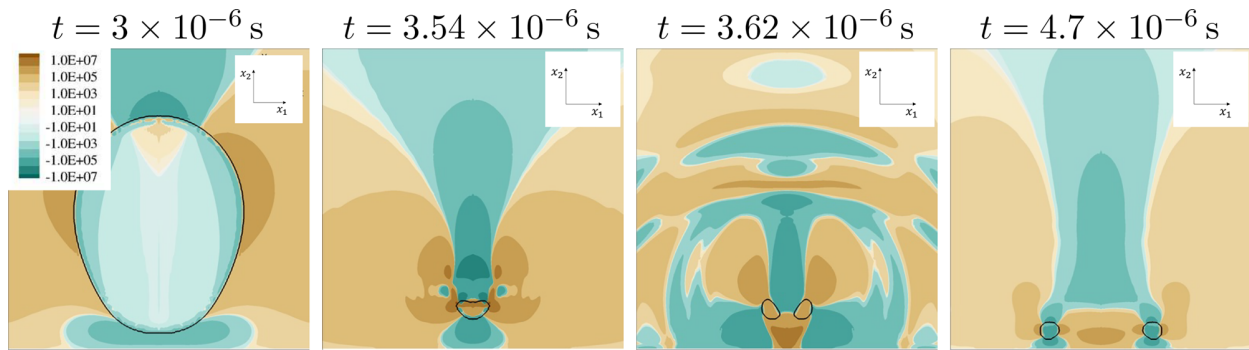 t = 3 × 10⁻⁶ s
t = 3.54 × 10⁻⁶ s
t = 3.62 × 10⁻⁶ s
t = 4.7 × 10⁻⁶ s
1.0E+07
1.0E+05
1.0E+03
1.0E+01
-1.0E+01
-1.0E+03
-1.0E+05
-1.0E+07
x₂
x₁
x₂
x₁
x₂
x₁
x₂
x₁